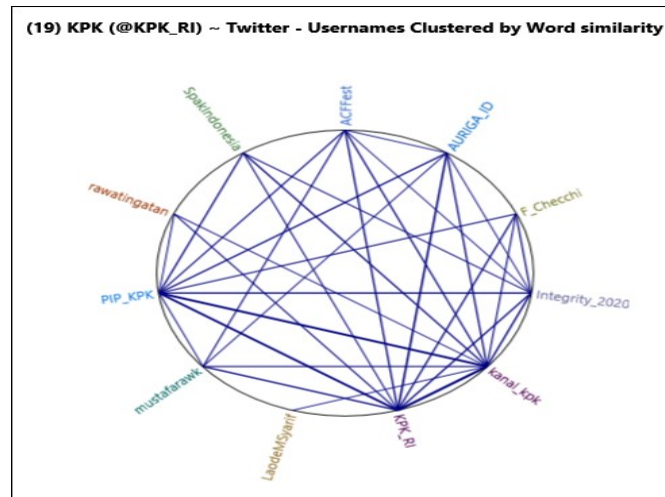 (19) KPK (@KPK_RI) ~ Twitter - Usernames Clustered by Word similarity
ACFFest
AURIGA_ID
SpakIndonesia
F_Checchi
rawatingatan
PIP_KPK
Integrity_2020
mustafarawk
kanal_kpk
LaodeMSyarif
KPK_RI